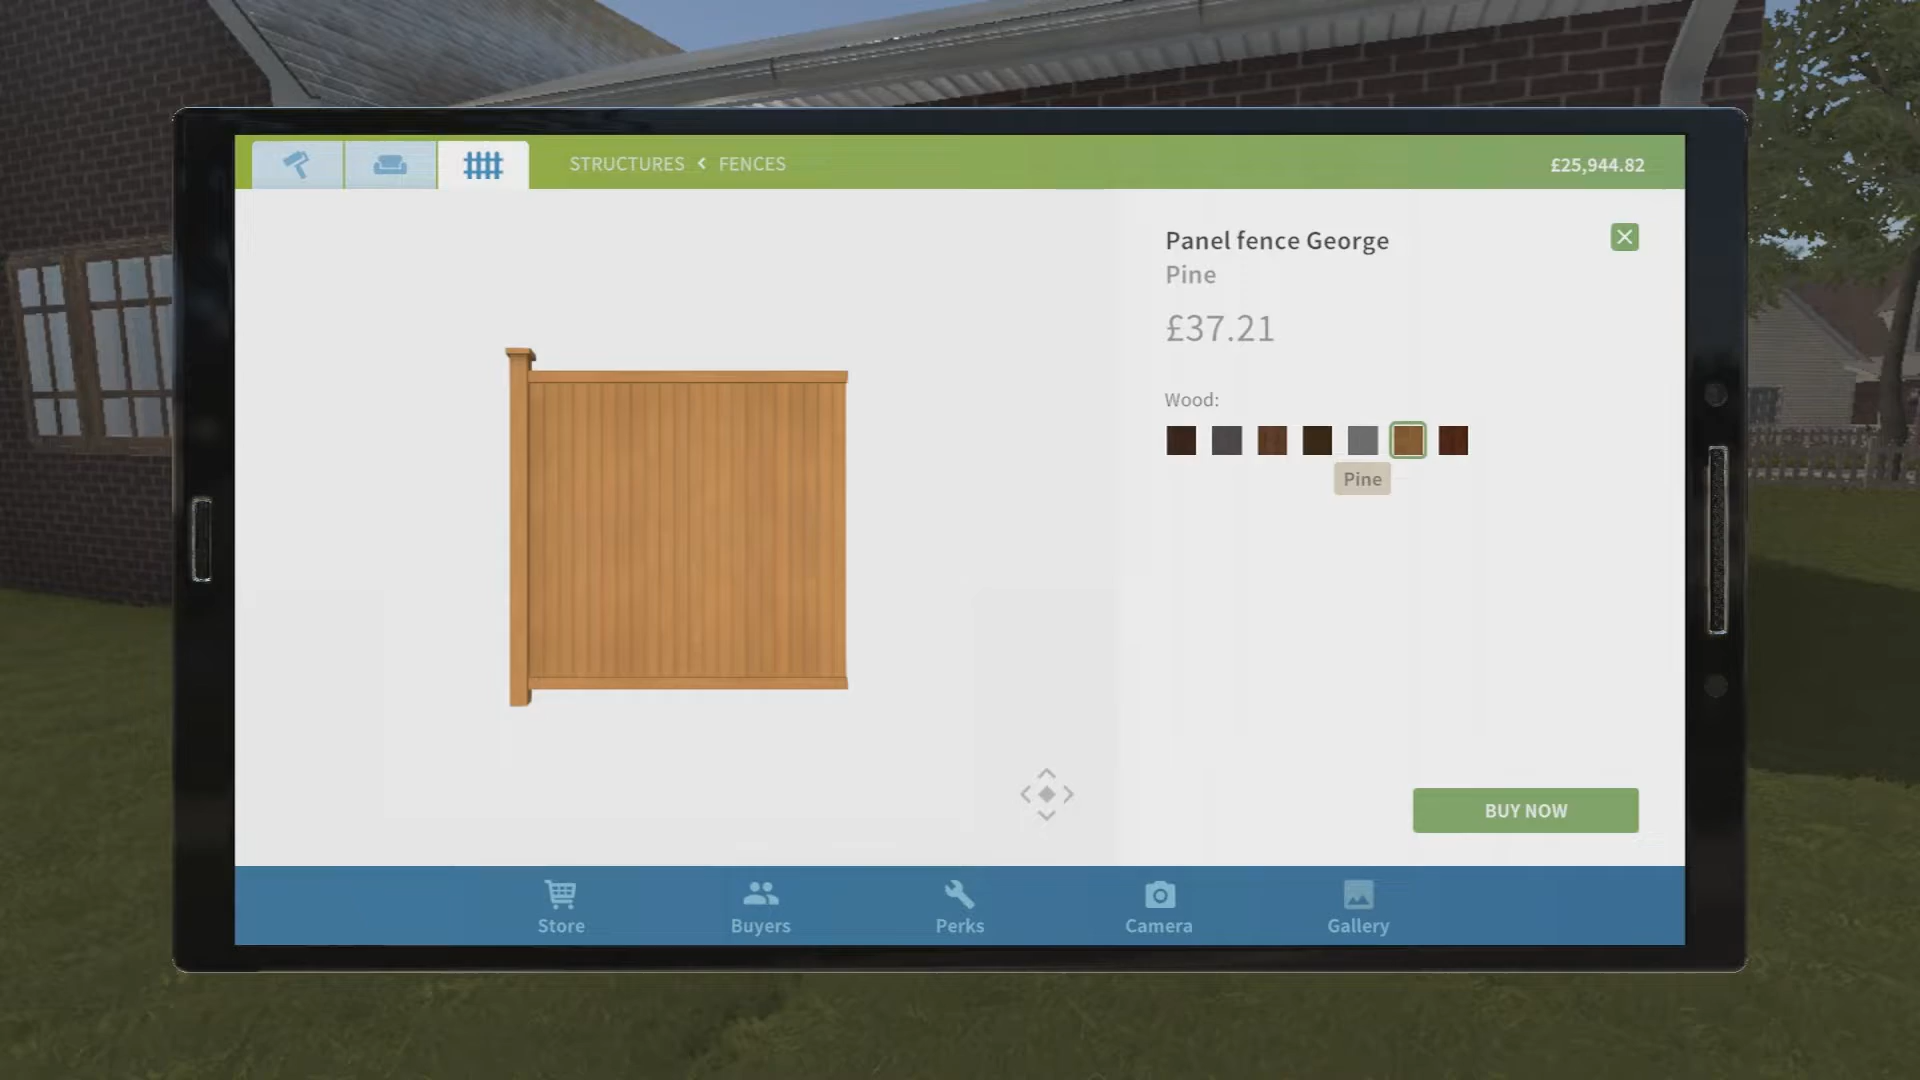 STRUCTURES < FENCES
£25,944.82
Panel fence George
Pine
£37.21
Wood:
Pine
BUY NOW
Store
Buyers
Perks
Camera
Gallery